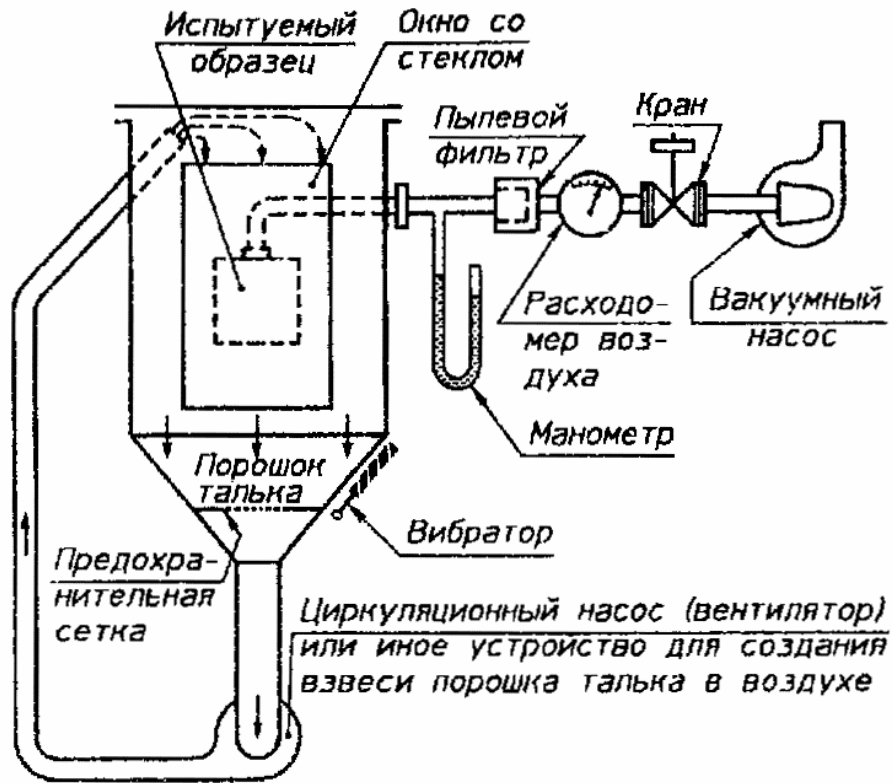 Испытуемый
образец
Окно со
стеклом
Пылевой
фильтр
Кран
Расходо-
мер воз-
духа
Вакуумный
насос
Манометр
Порошок
талька
Вибратор
Предохра-
нительная
сетка
Циркуляционный насос (вентилятор)
или иное устройство для создания
взвеси порошка талька в воздухе